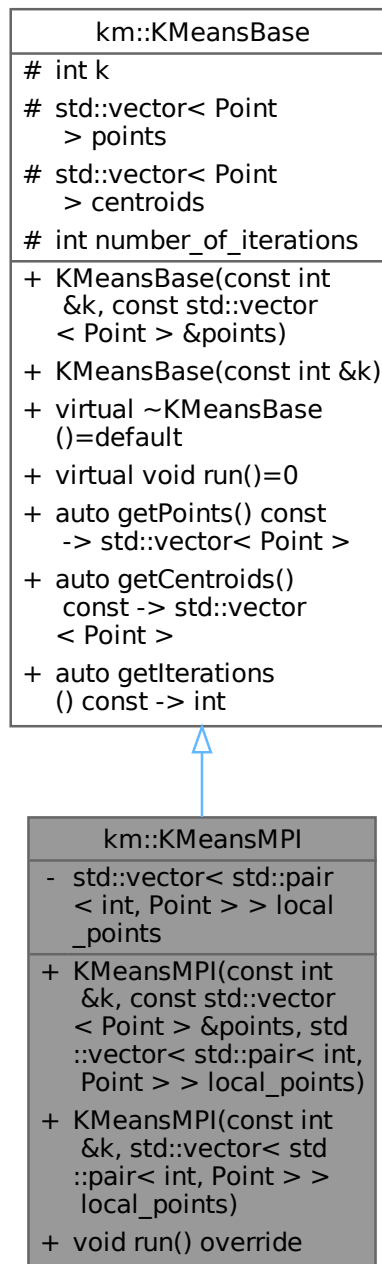 km::KMeansBase
# int k
# std::vector< Point
> points
# std::vector< Point
> centroids
# int number_of_iterations
+ KMeansBase(const int
&k, const std::vector
< Point > &points)
+ KMeansBase(const int &k)
+ virtual ~KMeansBase
()=default
+ virtual void run()=0
+ auto getPoints() const
-> std::vector< Point >
+ auto getCentroids()
const -> std::vector
< Point >
+ auto getIterations
() const -> int
km::KMeansMPI
- std::vector< std::pair
< int, Point > > local
_points
+ KMeansMPI(const int
&k, const std::vector
< Point > &points, std
::vector< std::pair< int,
Point > > local_points)
+ KMeansMPI(const int
&k, std::vector< std
::pair< int, Point > >
local_points)
+ void run() override